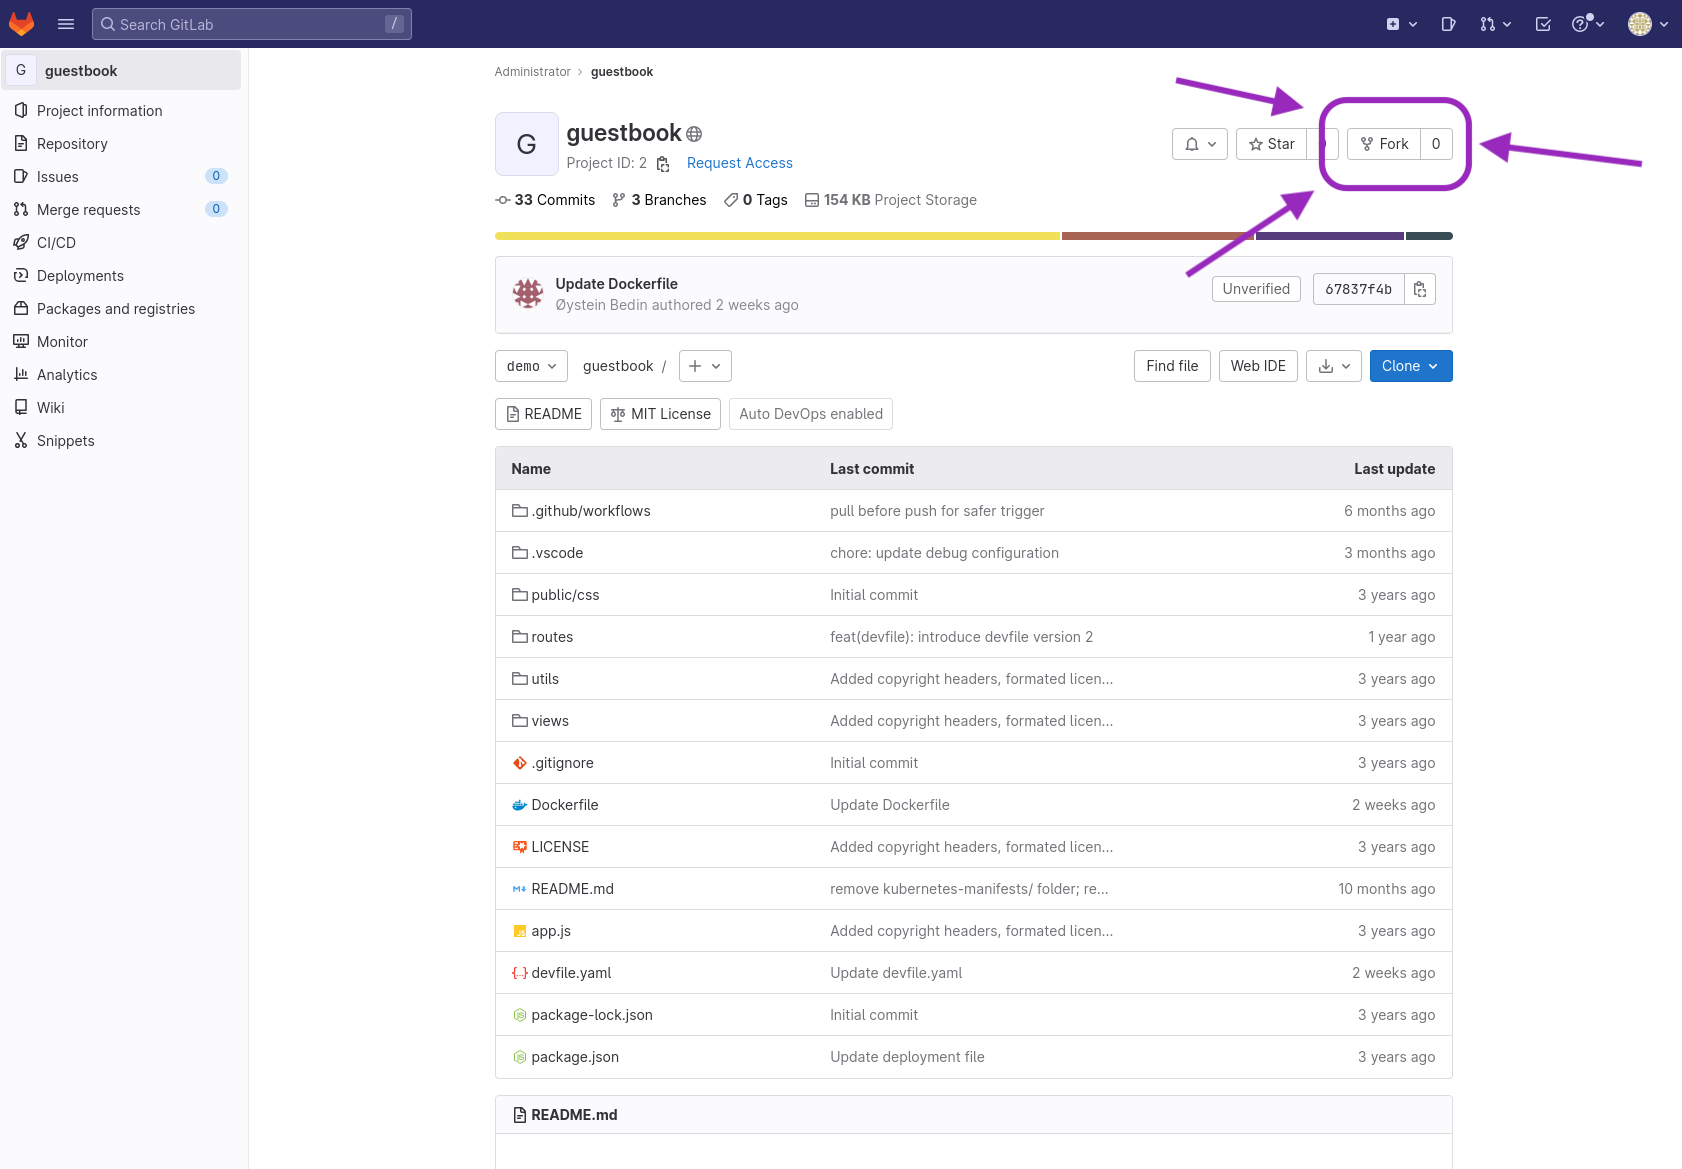 Search GitLab /
G guestbook
Project information
Repository
Issues 0
Merge requests 0
CI/CD
Deployments
Packages and registries
Monitor
Analytics
Wiki
Snippets
Administrator › guestbook
G
guestbook
Project ID: 2 Request Access
Star
Fork 0
33 Commits 3 Branches 0 Tags 154 KB Project Storage
Update Dockerfile
Øystein Bedin authored 2 weeks ago
Unverified 67837f4b
demo guestbook / + Find file Web IDE Clone
README MIT License Auto DevOps enabled
Name Last commit Last update
.github/workflows pull before push for safer trigger 6 months ago
.vscode chore: update debug configuration 3 months ago
public/css Initial commit 3 years ago
routes feat(devfile): introduce devfile version 2 1 year ago
utils Added copyright headers, formated licen... 3 years ago
views Added copyright headers, formated licen... 3 years ago
.gitignore Initial commit 3 years ago
Dockerfile Update Dockerfile 2 weeks ago
LICENSE Added copyright headers, formated licen... 3 years ago
README.md remove kubernetes-manifests/ folder; re... 10 months ago
app.js Added copyright headers, formated licen... 3 years ago
devfile.yaml Update devfile.yaml 2 weeks ago
package-lock.json Initial commit 3 years ago
package.json Update deployment file 3 years ago
README.md